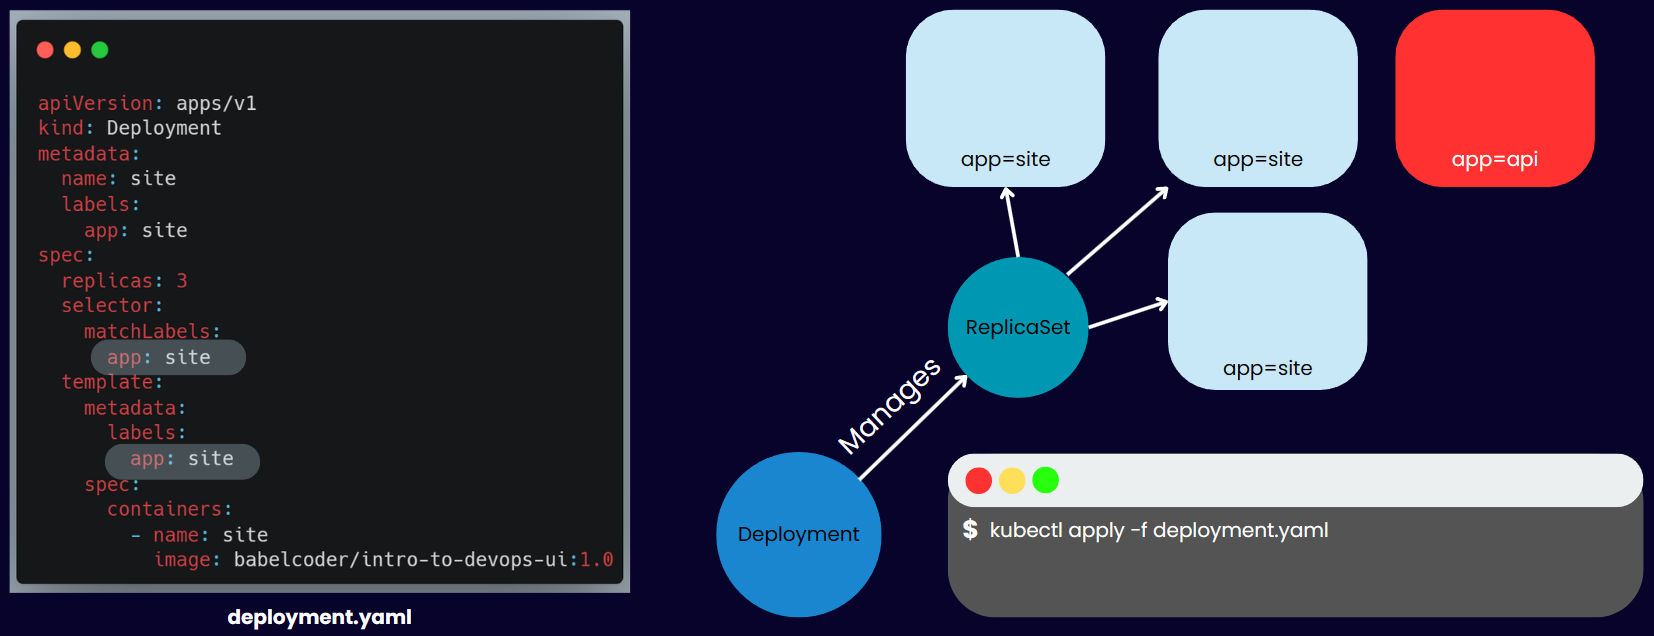 apiVersion: apps/v1
kind: Deployment
metadata:
  name: site
  labels:
    app: site
spec:
  replicas: 3
  selector:
    matchLabels:
      app: site
  template:
    metadata:
      labels:
        app: site
    spec:
      containers:
        - name: site
          image: babelcoder/intro-to-devops-ui:1.0
deployment.yaml
app=site
app=site
app=api
app=site
ReplicaSet
Manages
Deployment
$ kubectl apply -f deployment.yaml